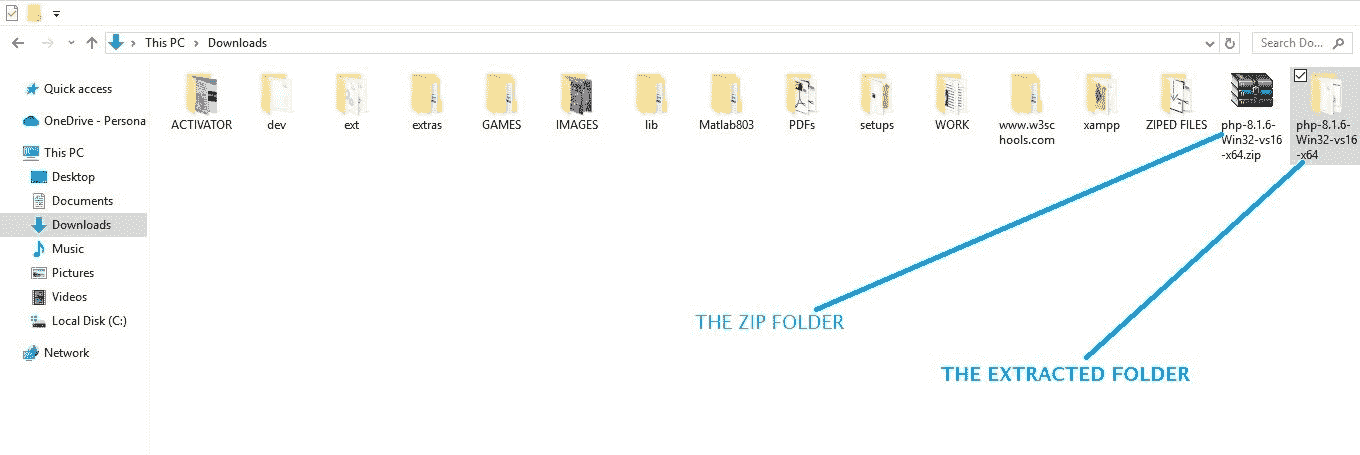 This PC > Downloads
Search Do...
Quick access
OneDrive - Persona
This PC
Desktop
Documents
Downloads
Music
Pictures
Videos
Local Disk (C:)
Network
ACTIVATOR
dev
ext
extras
GAMES
IMAGES
lib
Matlab803
PDFs
setups
WORK
www.w3sc
hools.com
xampp
ZIPED FILES
php-8.1.6-
Win32-vs16
-x64.zip
php-8.1.6-
Win32-vs16
-x64
THE ZIP FOLDER
THE EXTRACTED FOLDER